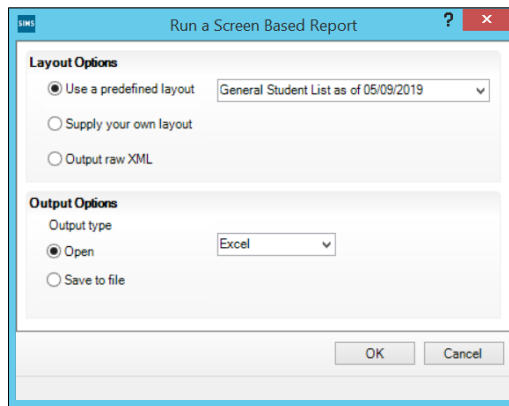 SIMS
Run a Screen Based Report
?
Layout Options
Use a predefined layout
General Student List as of 05/09/2019
Supply your own layout
Output raw XML
Output Options
Output type
Open
Excel
Save to file
OK
Cancel